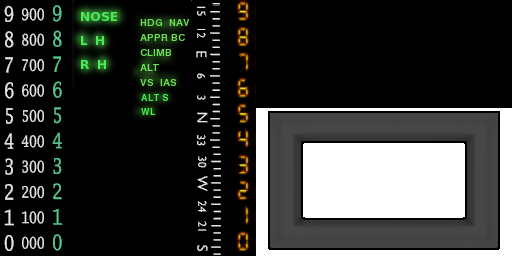 9 900 9
8 800 8
7 700 7
6 600 6
5 500 5
4 400 4
3 300 3
2 200 2
1 100 1
0 000 0
NOSE
L H
R H
HDG NAV
APPR BC
CLIMB
ALT
VS IAS
ALT S
WL
15
12
E
6
3
N
33
30
W
24
21
S
9
8
7
6
5
4
3
2
1
0